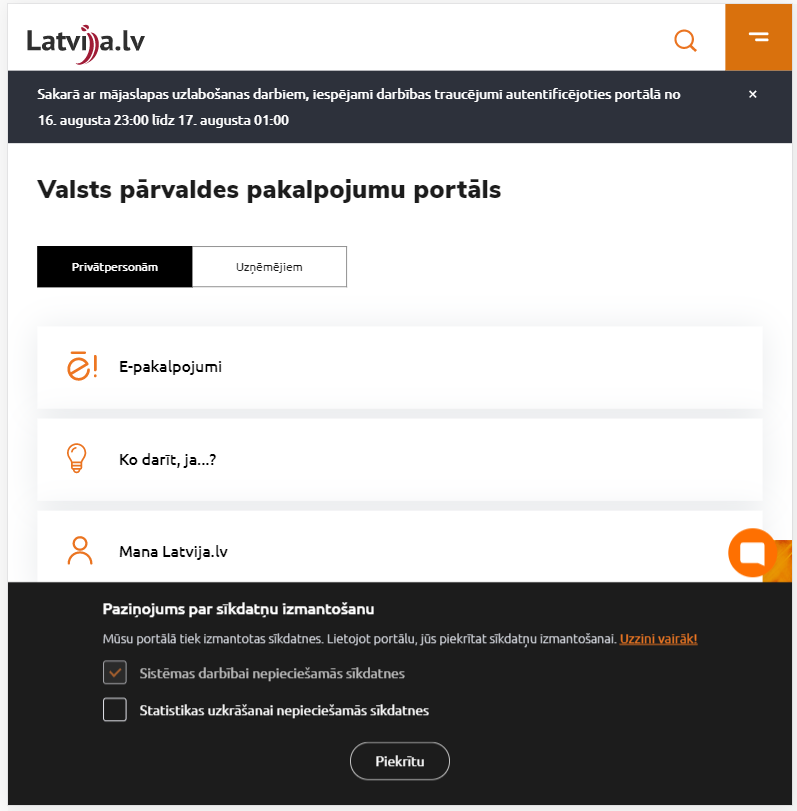 Latvija.lv
Sakarā ar mājaslapas uzlabošanas darbiem, iespējami darbības traucējumi autentificējoties portālā no
16. augusta 23:00 līdz 17. augusta 01:00
Valsts pārvaldes pakalpojumu portāls
Privātpersonām
Uzņēmējiem
ē!
E-pakalpojumi
Ko darīt, ja...?
Mana Latvija.lv
Paziņojums par sīkdatņu izmantošanu
Mūsu portālā tiek izmantotas sīkdatnes. Lietojot portālu, jūs piekrītat sīkdatņu izmantošanai. Uzzini vairāk!
Sistēmas darbībai nepieciešamās sīkdatnes
Statistikas uzkrāšanai nepieciešamās sīkdatnes
Piekrītu